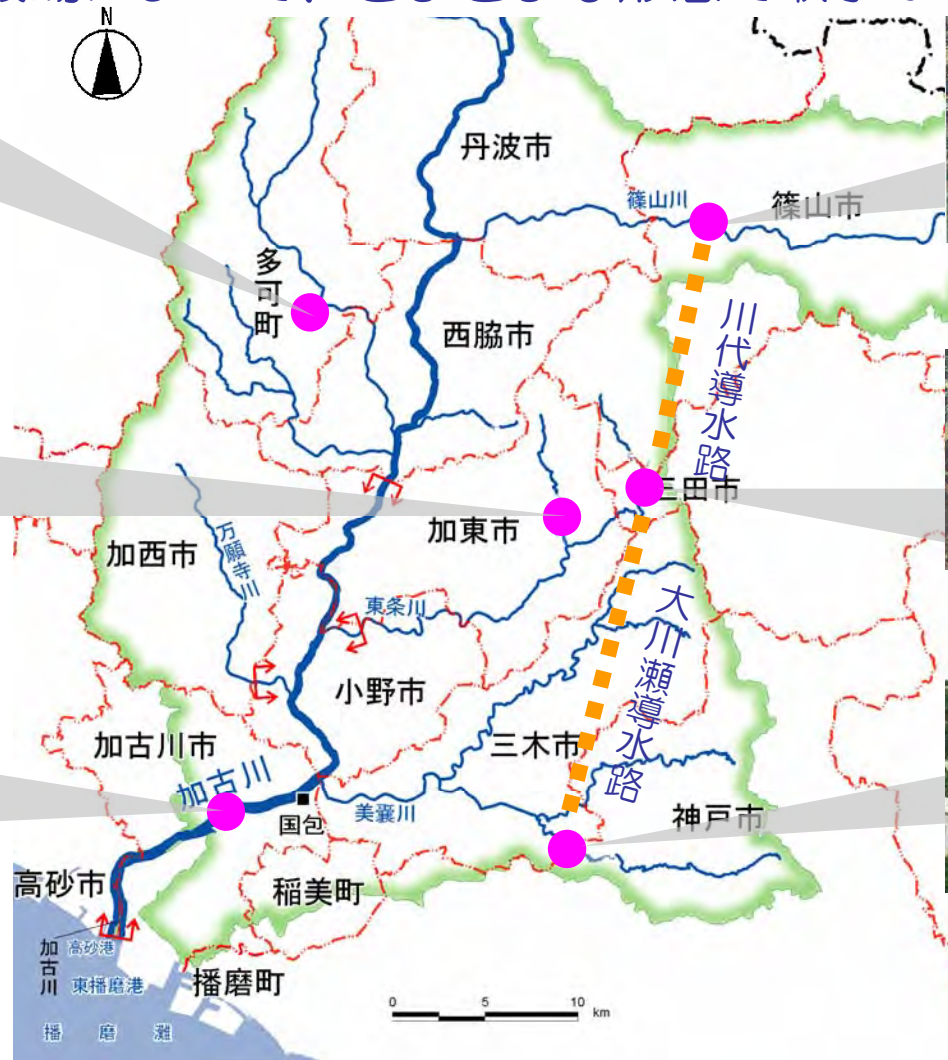 N
丹波市
篠山川
篠山市
多可町
西脇市
川代導水路
三田市
加西市
万願寺川
加東市
東条川
大川瀬導水路
小野市
三木市
加古川市
加古川
国包
美嚢川
神戸市
高砂市
稲美町
加古川
高砂港
東播磨港
播磨町
播磨灘
0 5 10 km